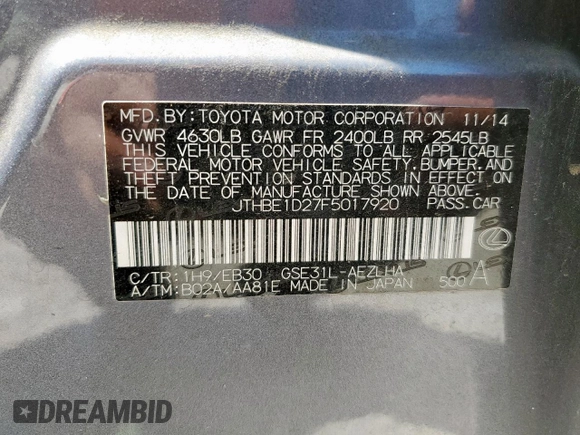 MFD.BY:TOYOTA MOTOR CORPORATION 11/14
GVWR 4630LB GAWR FR 2400LB RR 2545LB
THIS VEHICLE CONFORMS TO ALL APPLICABLE
FEDERAL MOTOR VEHICLE SAFETY,BUMPER,AND
THEFT PREVENTION STANDARDS IN EFFECT ON
THE DATE OF MANUFACTURE SHOWN ABOVE.
JTHBE1D27F5017920 PASS.CAR
C/TR:1H9/EB30 GSE31L-AEZLHA
A/TM:B02A/AA81E MADE IN JAPAN 500 A
DREAMBID